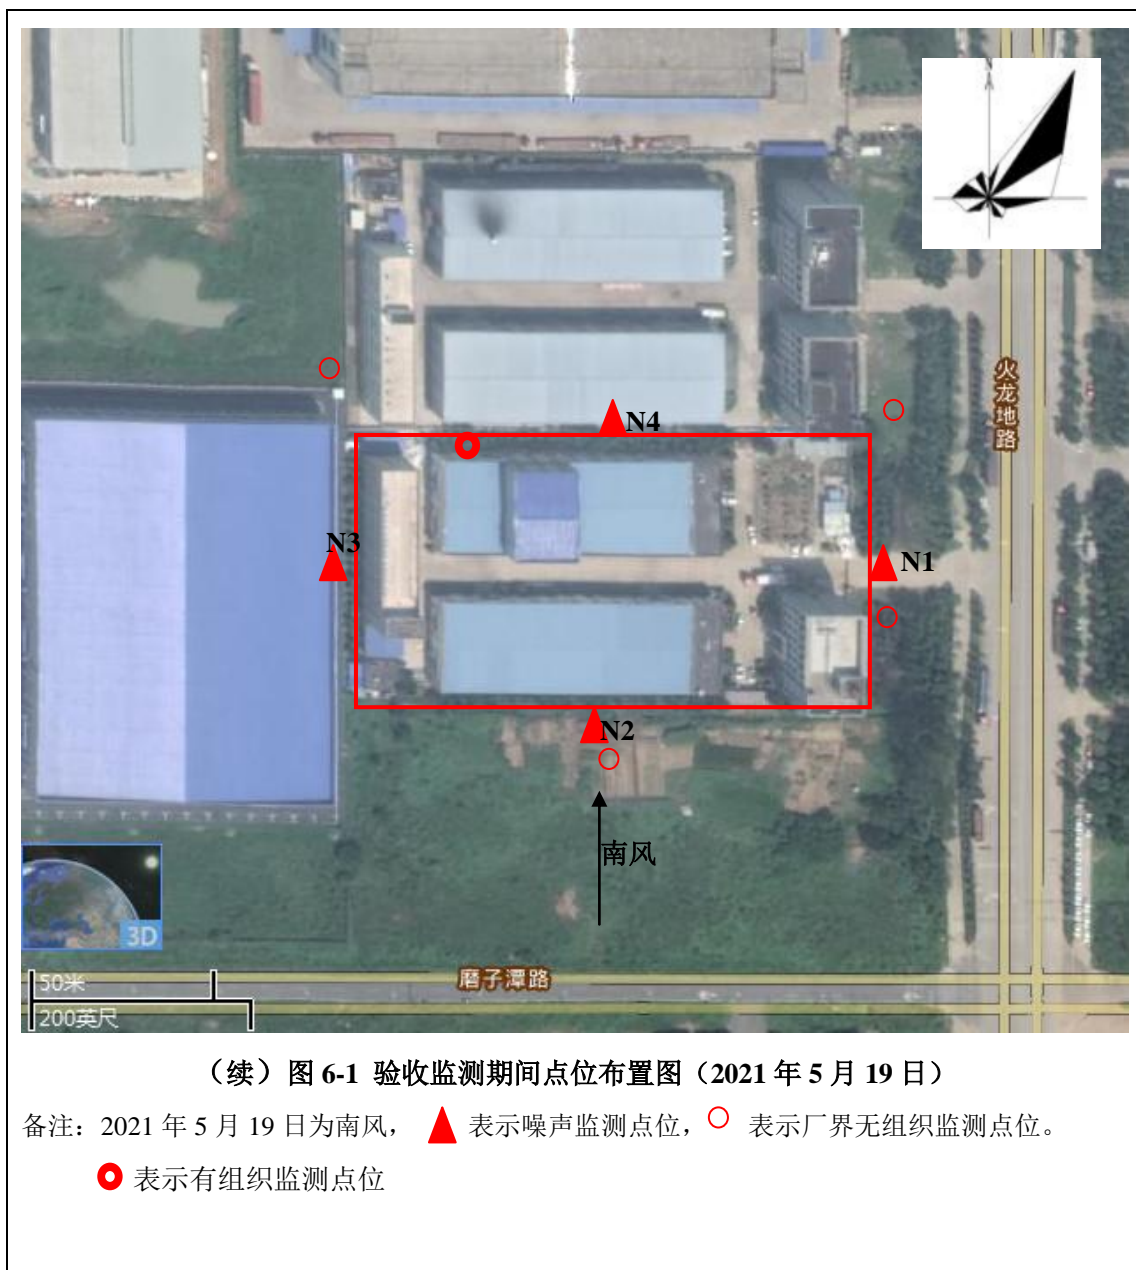 N
火龙地路
N4
N3
N1
N2
南风
3D
50米
200英尺
磨子潭路
（续）图 6-1 验收监测期间点位布置图（2021 年 5 月 19 日）
备注：2021 年 5 月 19 日为南风， 表示噪声监测点位， 表示厂界无组织监测点位。
表示有组织监测点位